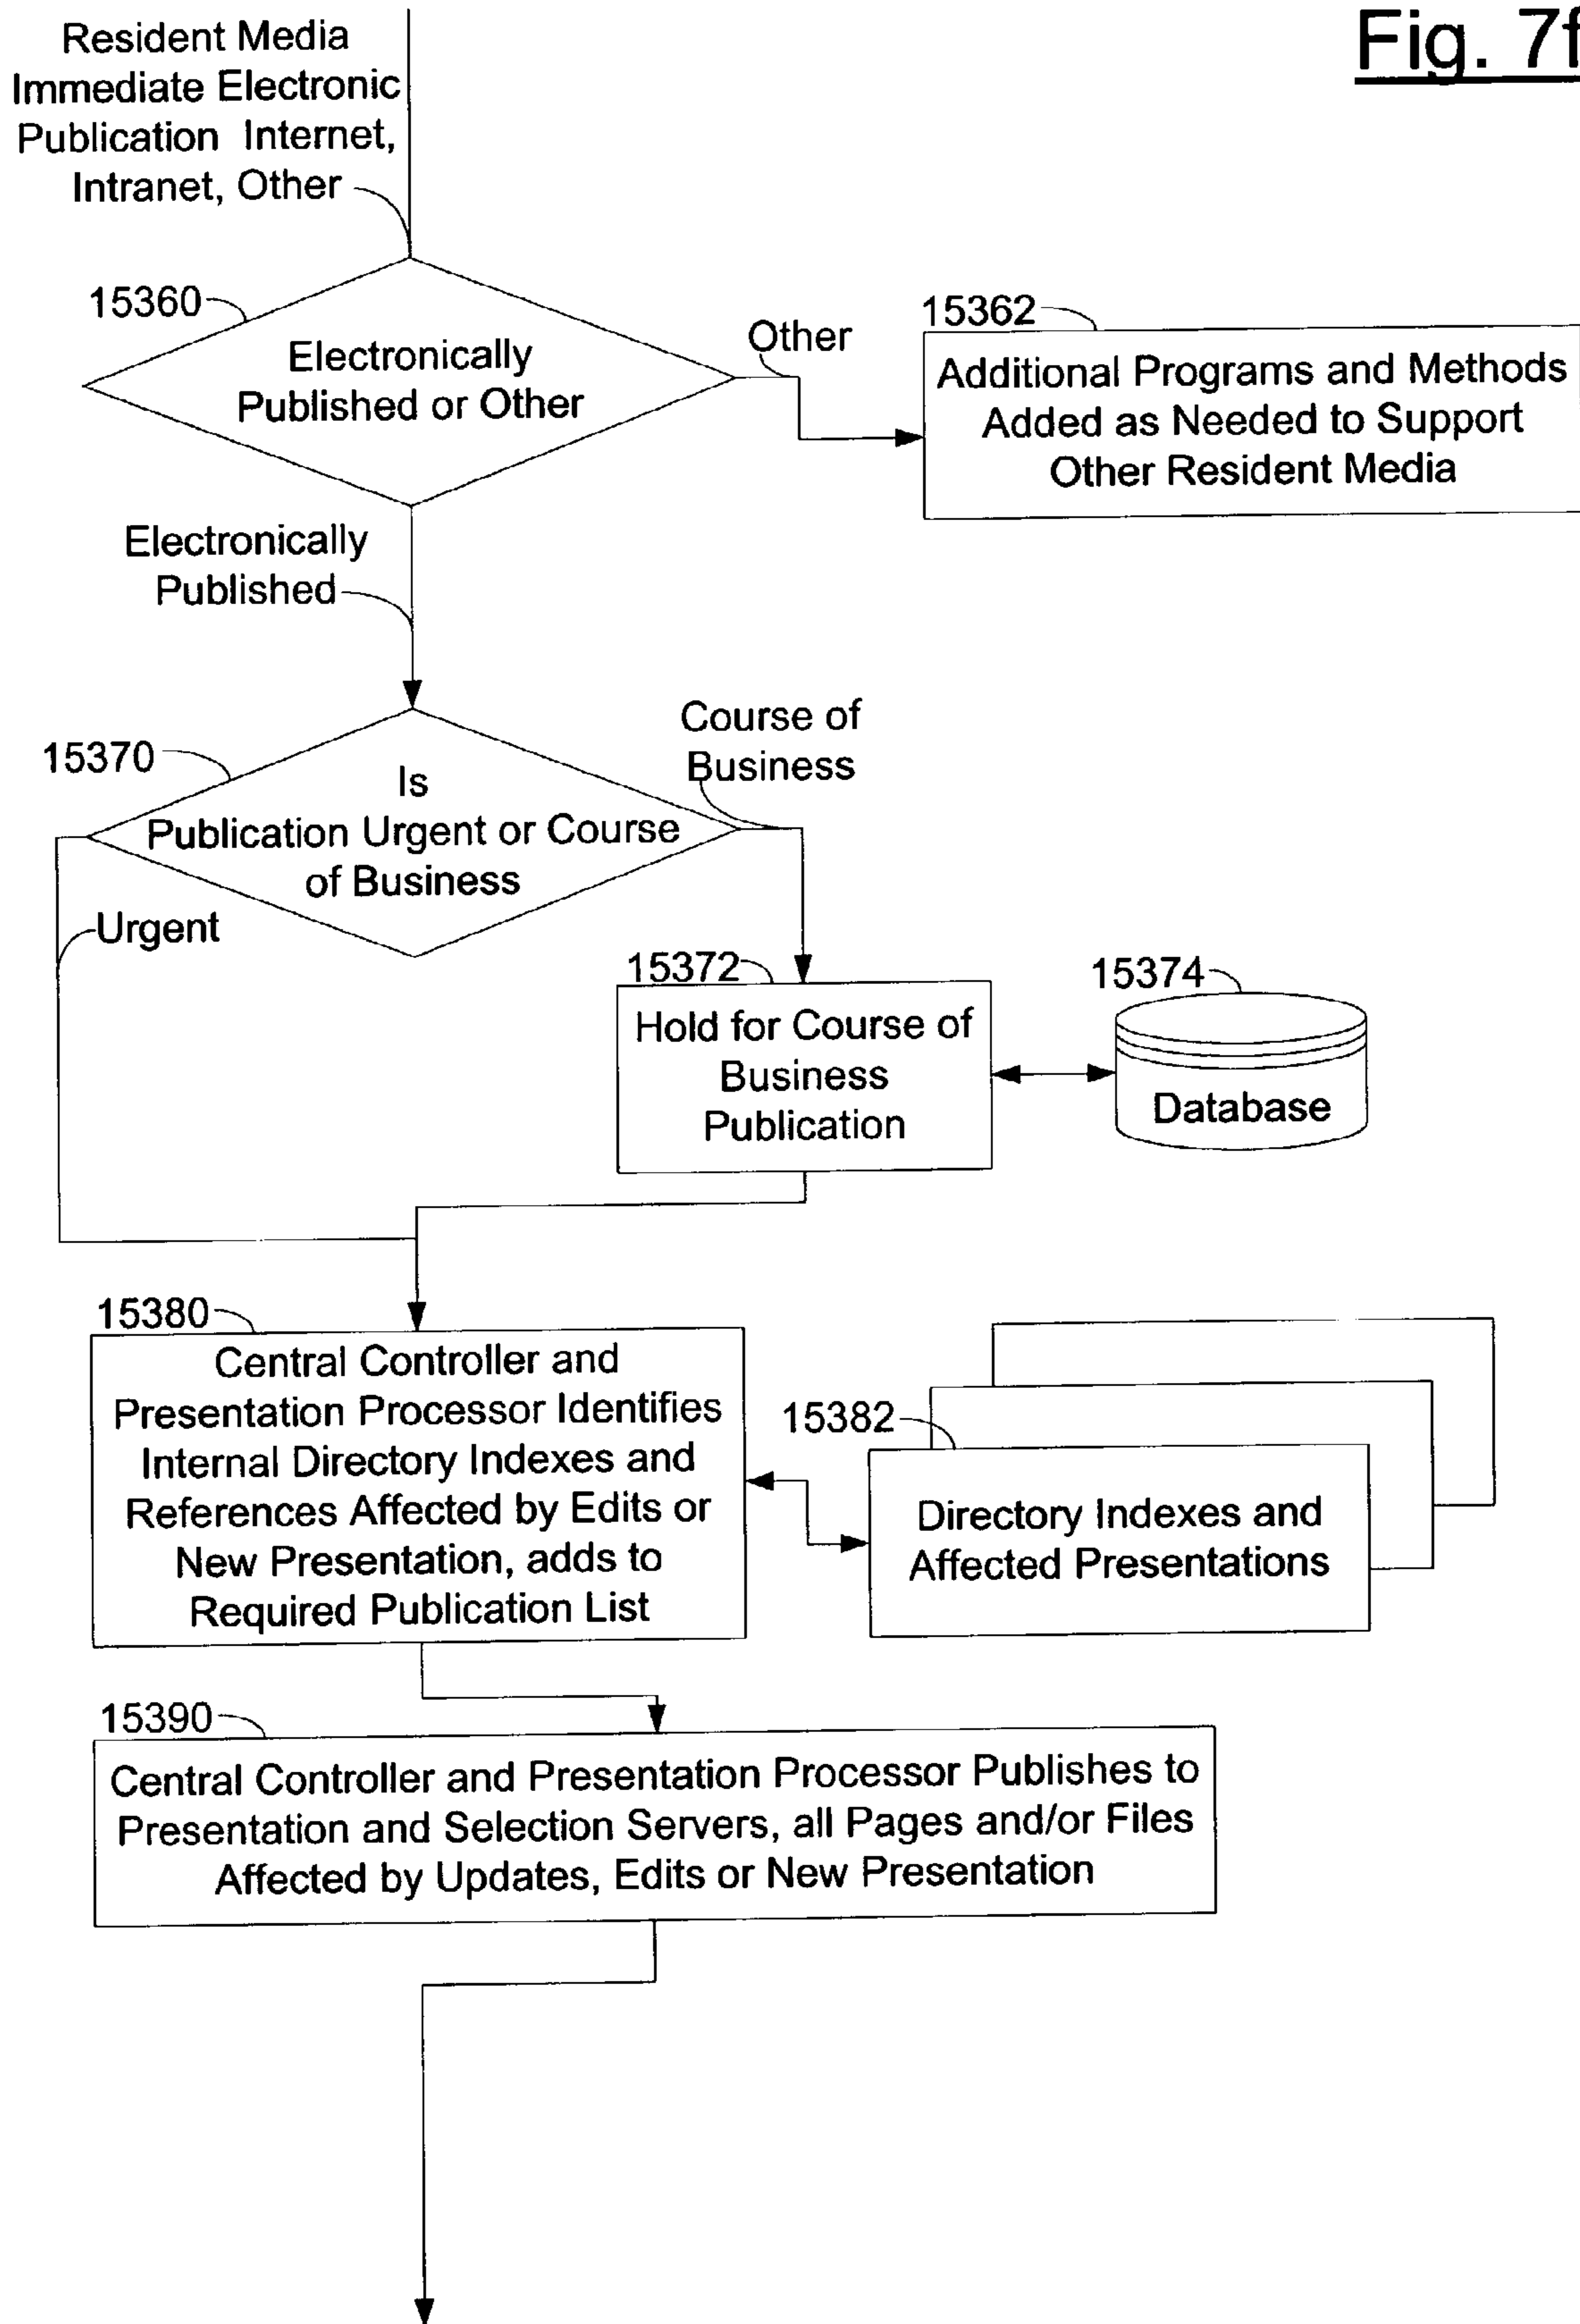 Fig. 7f
Resident Media
Immediate Electronic
Publication Internet,
Intranet, Other
15360
Electronically
Published or Other
Other
15362
Additional Programs and Methods
Added as Needed to Support
Other Resident Media
Electronically
Published
15370
Is
Publication Urgent or Course
of Business
Course of
Business
Urgent
15372
Hold for Course of
Business
Publication
15374
Database
15380
Central Controller and
Presentation Processor Identifies
Internal Directory Indexes and
References Affected by Edits or
New Presentation, adds to
Required Publication List
15382
Directory Indexes and
Affected Presentations
15390
Central Controller and Presentation Processor Publishes to
Presentation and Selection Servers, all Pages and/or Files
Affected by Updates, Edits or New Presentation